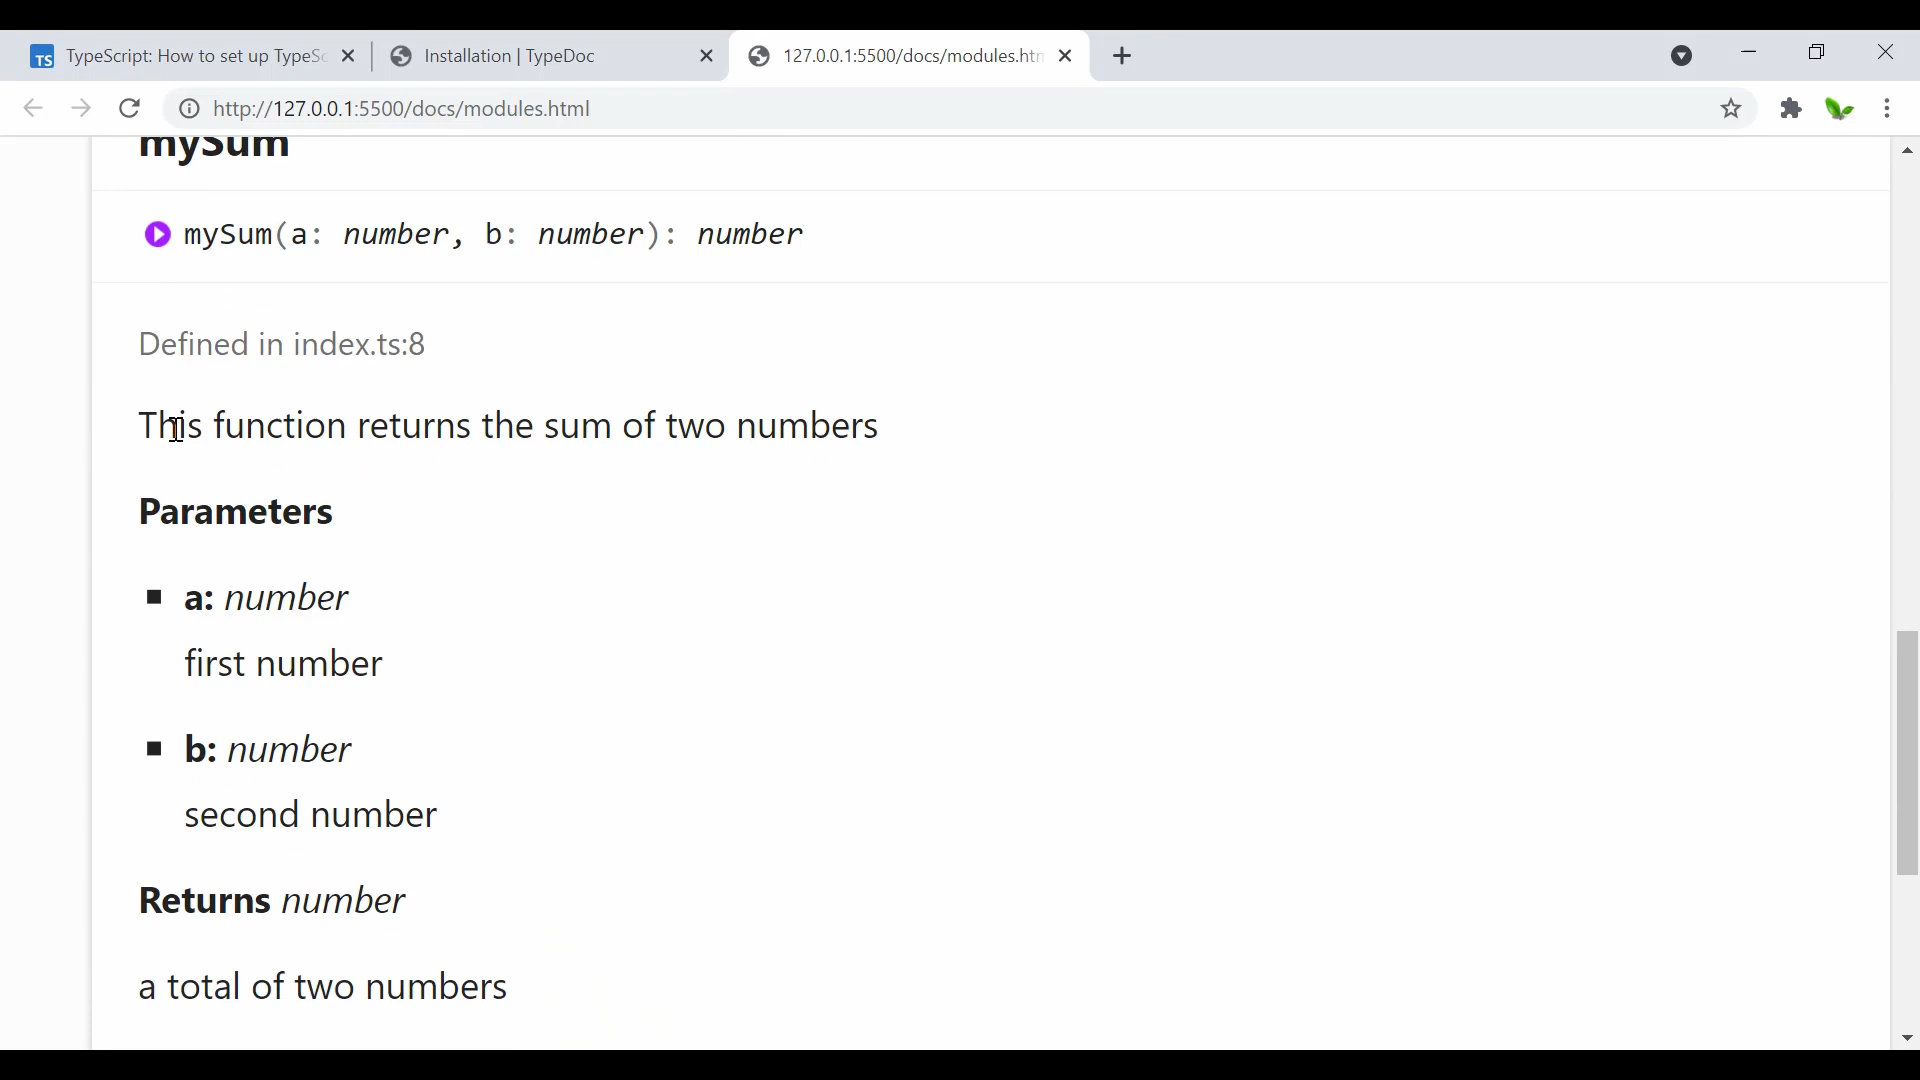 TypeScript: How to set up TypeSc
Installation | TypeDoc
127.0.0.1:5500/docs/modules.htm
http://127.0.0.1:5500/docs/modules.html
mySum
mySum(a: number, b: number): number
Defined in index.ts:8
This function returns the sum of two numbers
Parameters
a: number
first number
b: number
second number
Returns number
a total of two numbers